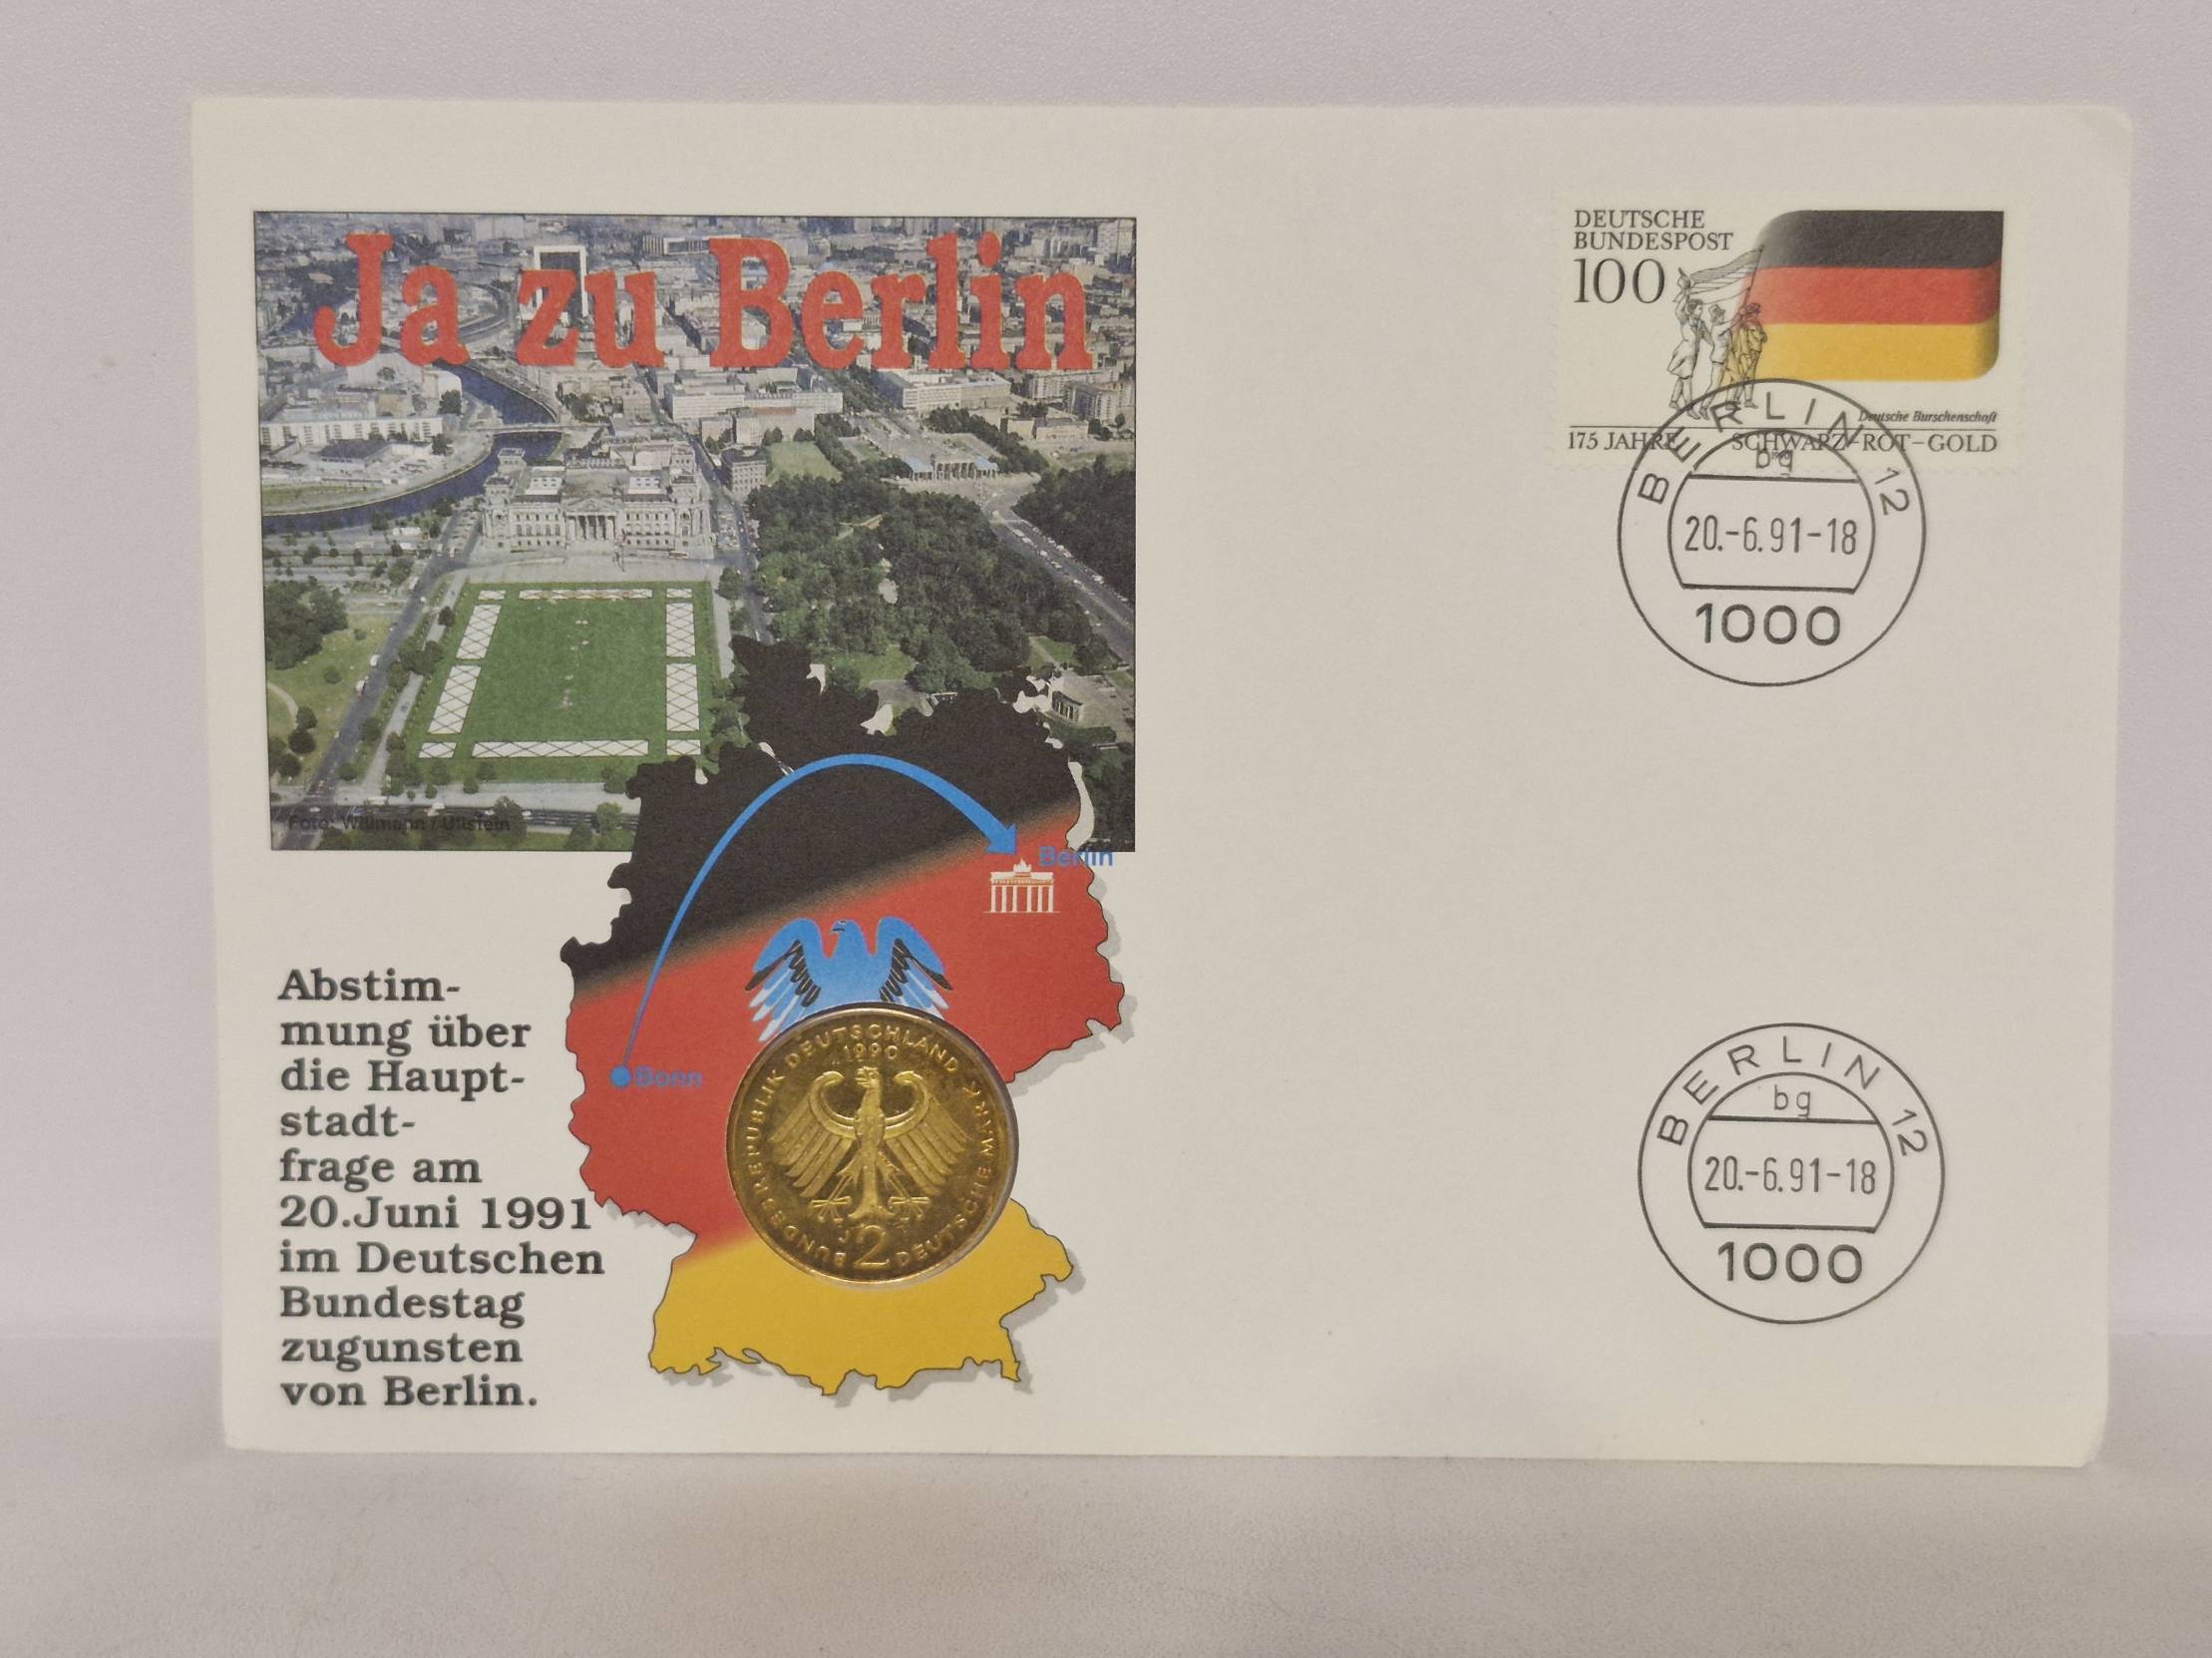 Ja zu Berlin
DEUTSCHE
BUNDESPOST
100
Deutsche Burschenschaft
175 JAHRE SCHWARZ-ROT-GOLD
BERLIN 12
bg
20.-6.91-18
1000
Foto: Willmann / Ullstein
Berlin
Bonn
Abstim-
mung über
die Haupt-
stadt-
frage am
20.Juni 1991
im Deutschen
Bundestag
zugunsten
von Berlin.
BUNDESREPUBLIK DEUTSCHLAND
1990
J
2
DEUTSCHE MARK
BERLIN 12
bg
20.-6.91-18
1000